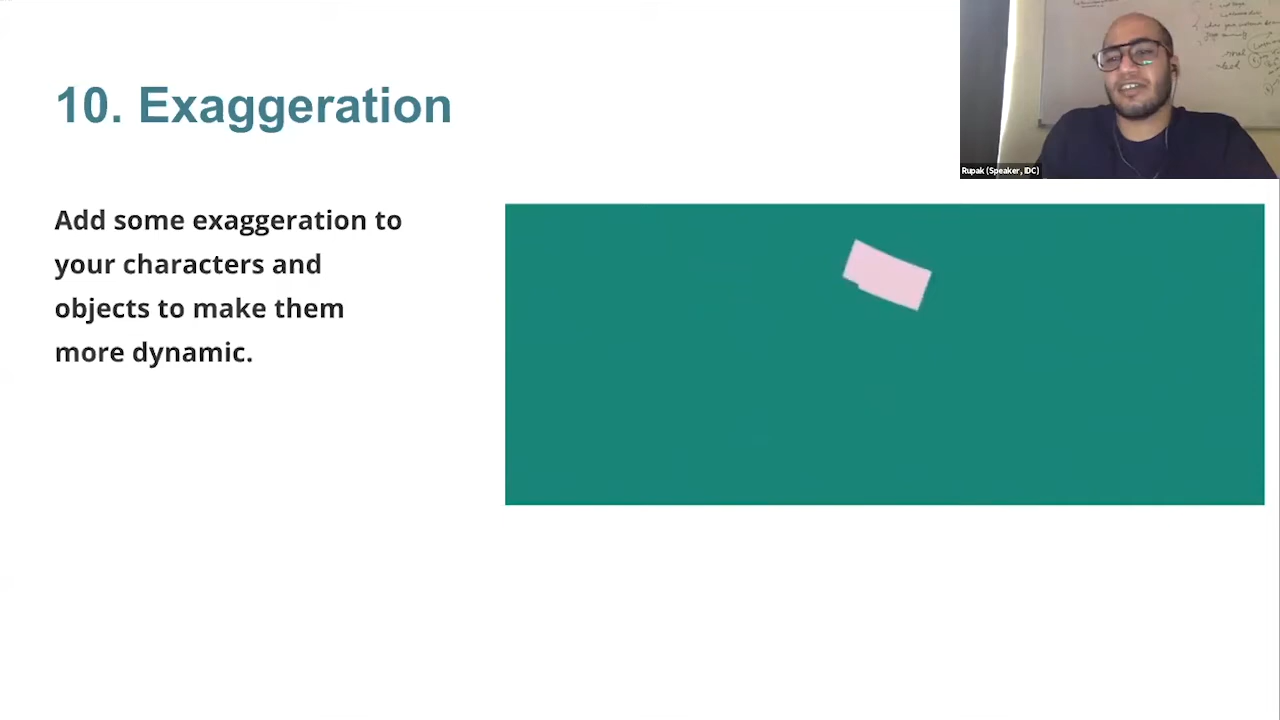 10. Exaggeration
Add some exaggeration to
your characters and
objects to make them
more dynamic.
Rupak (Speaker, IDC)